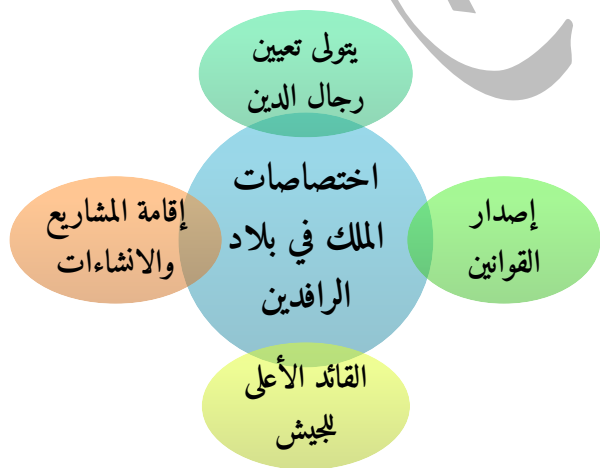 يتولى تعيين
رجال الدين
اختصاصات
الملك في بلاد
الرافدين
إصدار
القوانين
إقامة المشاريع
والانشاءات
القائد الأعلى
للجيش